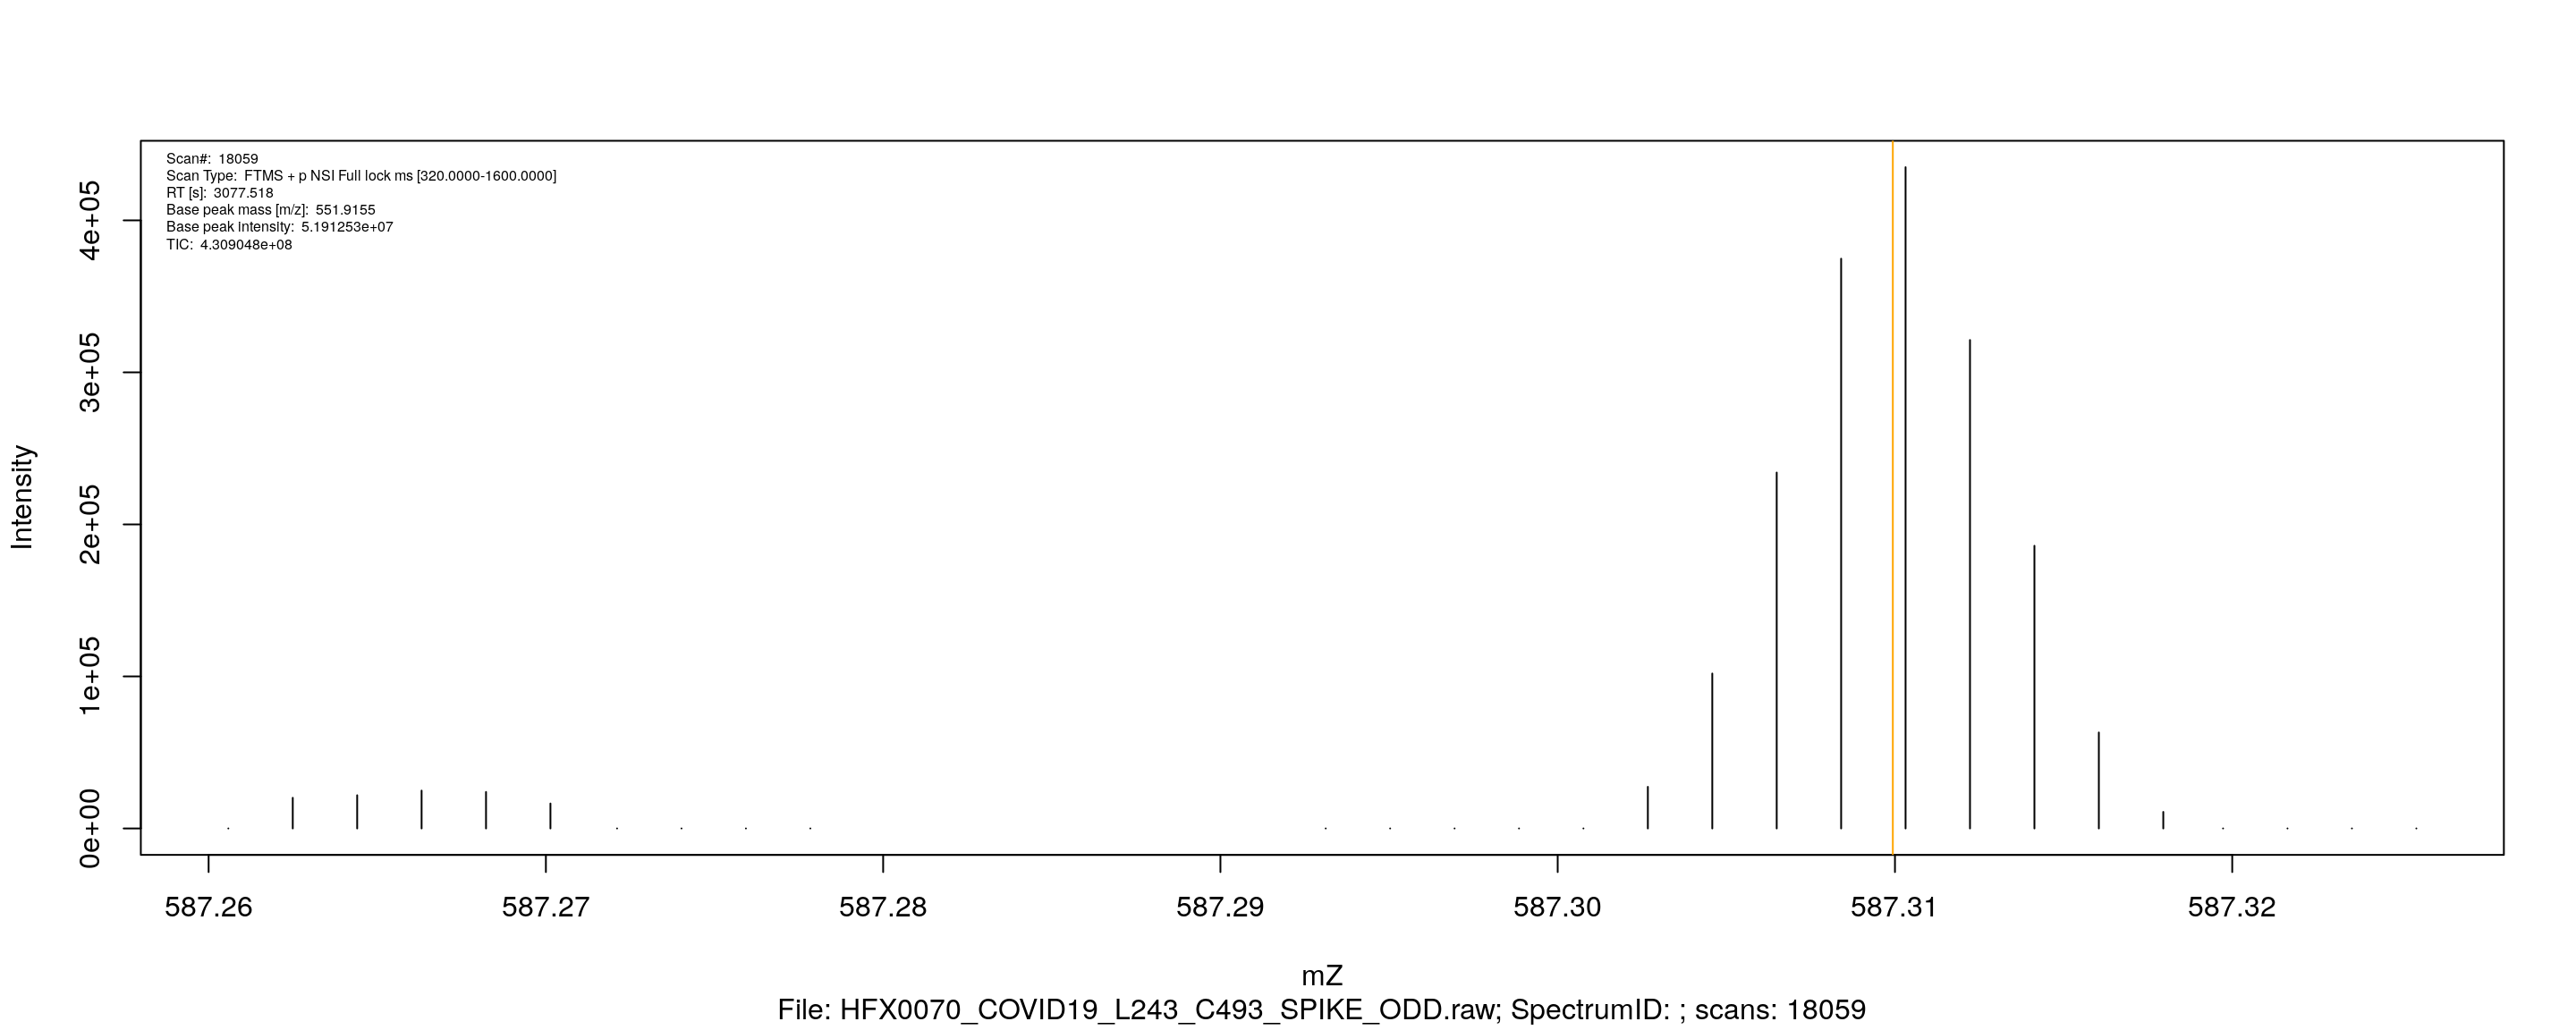 Scan#: 18059
Scan Type: FTMS + p NSI Full lock ms [320.0000-1600.0000]
RT [s]: 3077.518
Base peak mass [m/z]: 551.9155
Base peak intensity: 5.191253e+07
TIC: 4.309048e+08
Intensity
4e+05
3e+05
2e+05
1e+05
0e+00
587.26 587.27 587.28 587.29 587.30 587.31 587.32
mZ
File: HFX0070_COVID19_L243_C493_SPIKE_ODD.raw; SpectrumID: ; scans: 18059